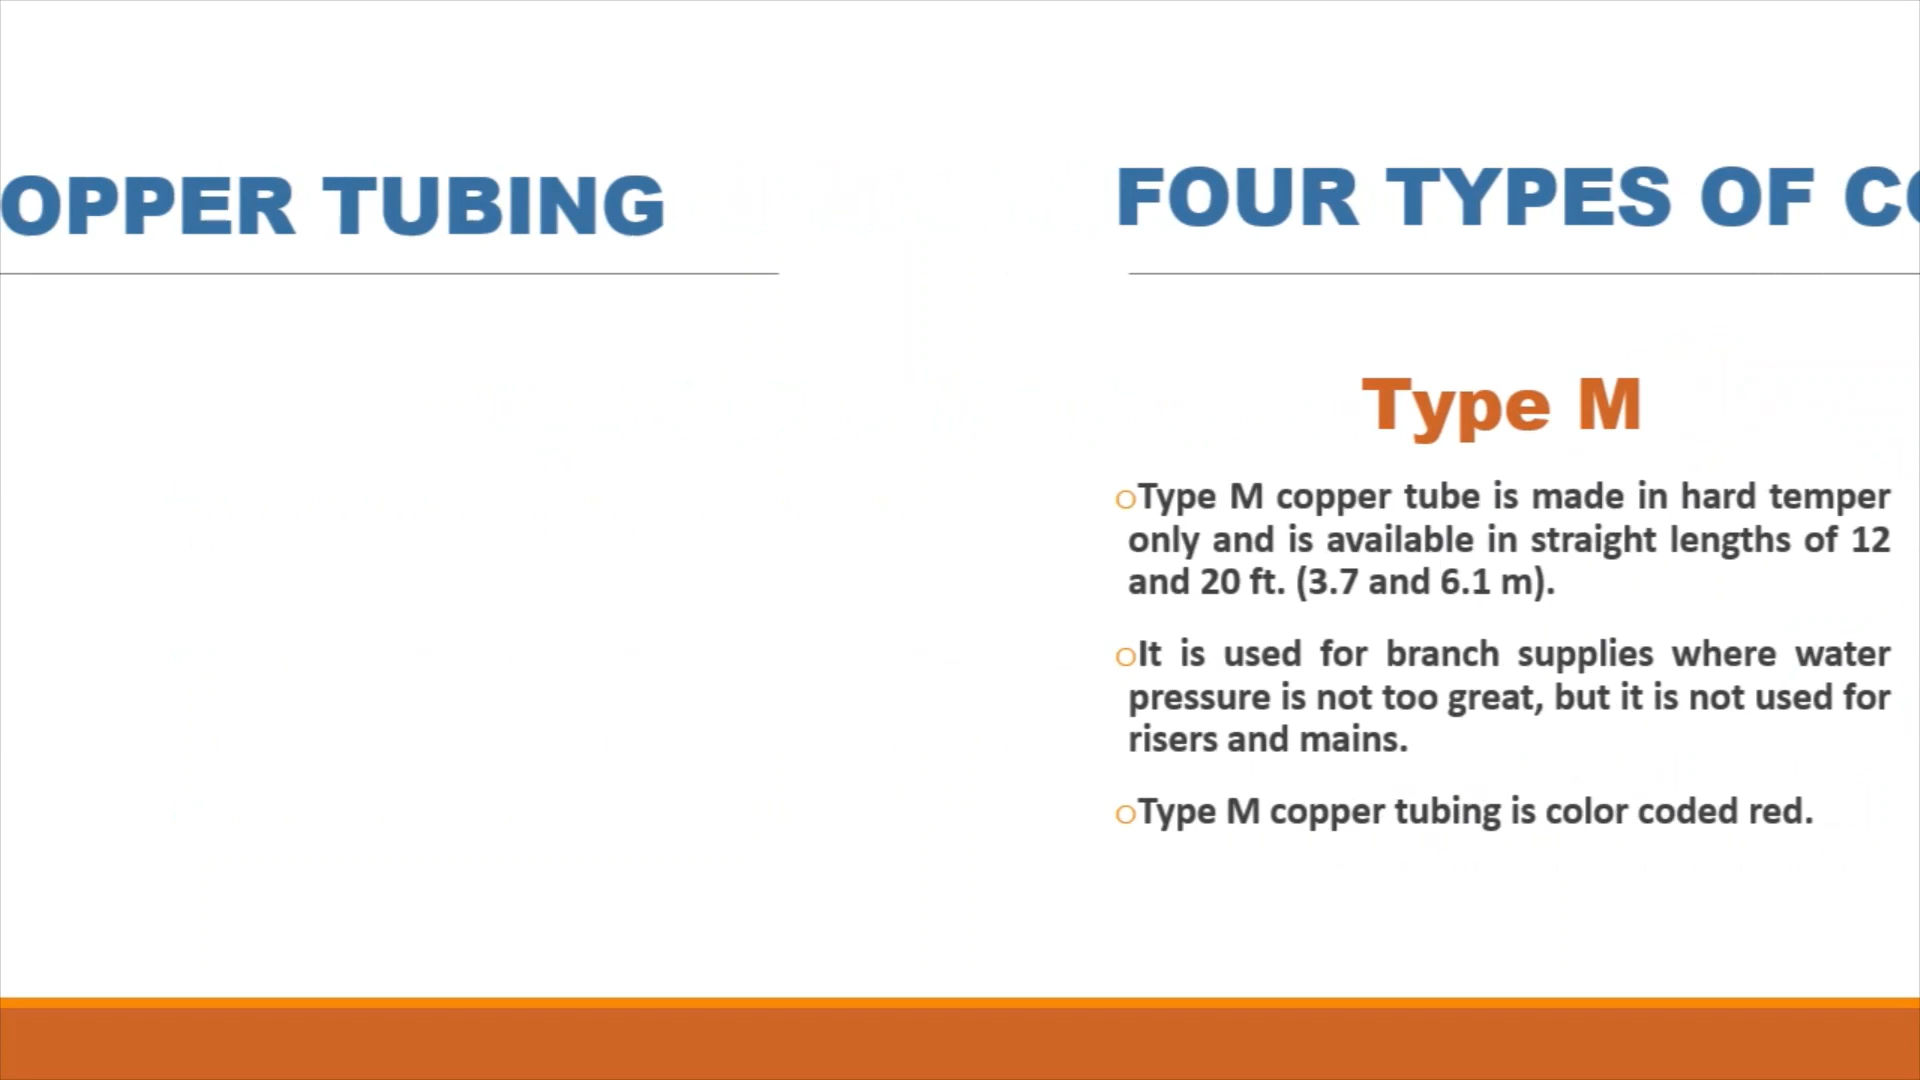 OPPER TUBING
FOUR TYPES OF CO
Type M
oType M copper tube is made in hard temper
only and is available in straight lengths of 12
and 20 ft. (3.7 and 6.1 m).
oIt is used for branch supplies where water
pressure is not too great, but it is not used for
risers and mains.
oType M copper tubing is color coded red.